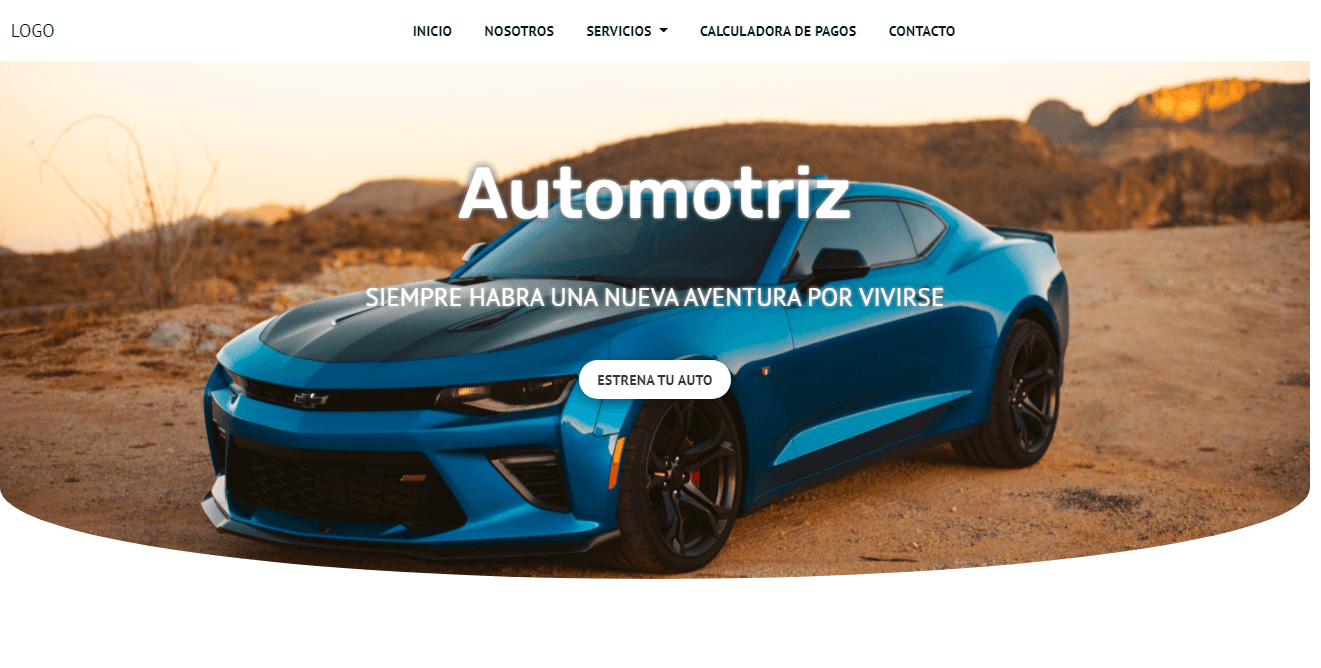 LOGO
INICIO NOSOTROS SERVICIOS CALCULADORA DE PAGOS CONTACTO
Automotriz
SIEMPRE HABRA UNA NUEVA AVENTURA POR VIVIRSE
ESTRENA TU AUTO